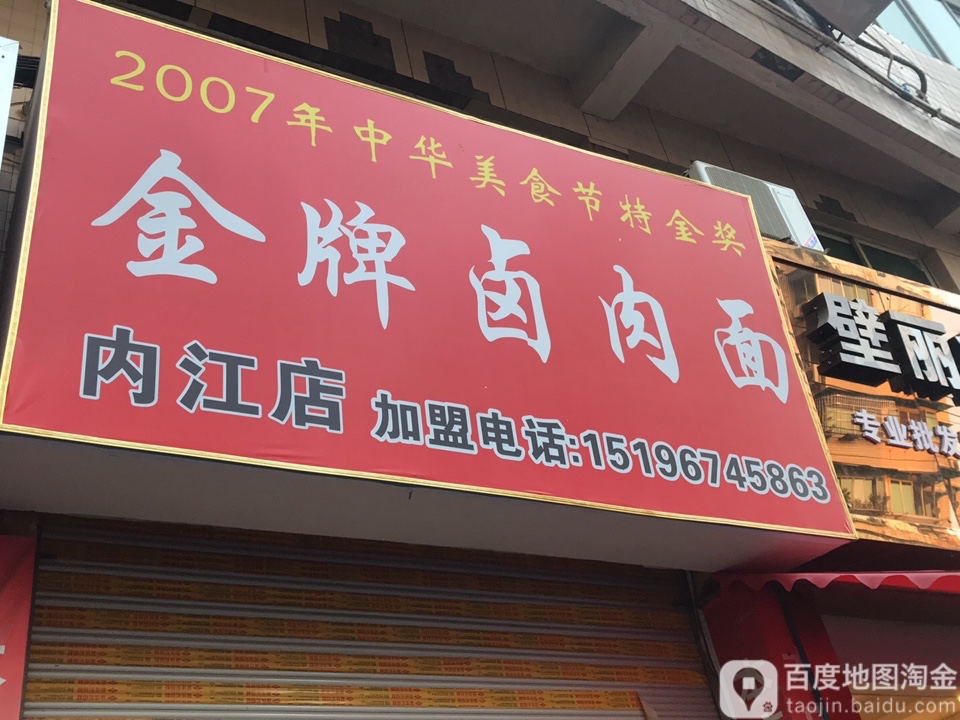 2007年中华美食节特金奖
金牌卤肉面
内江店 加盟电话:15196745863
壁丽
专业批发
百度地图淘金
taojin.baidu.com